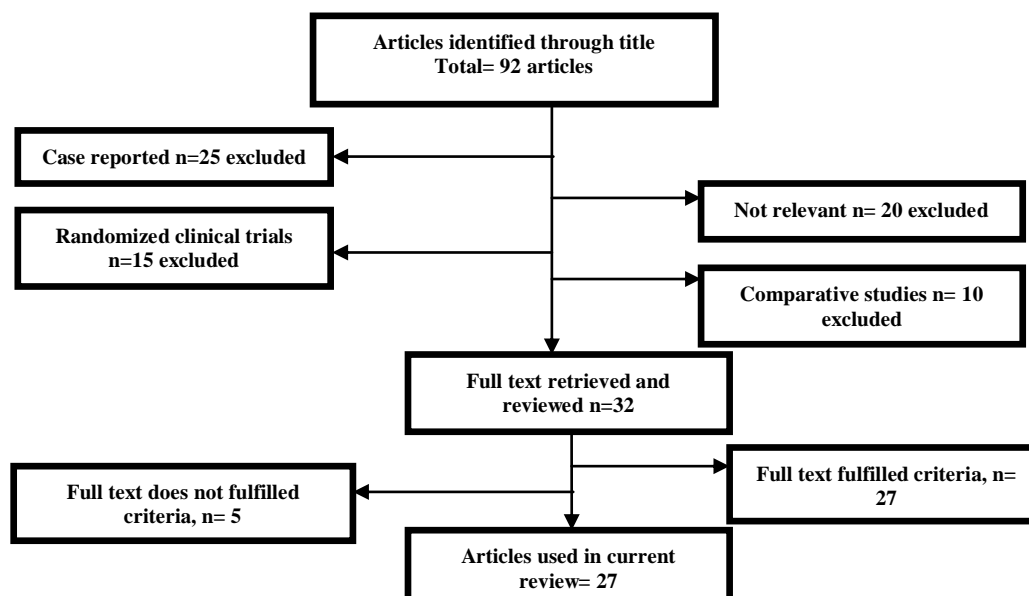 Articles identified through title
Total= 92 articles
Case reported n=25 excluded
Not relevant n= 20 excluded
Randomized clinical trials
n=15 excluded
Comparative studies n= 10
excluded
Full text retrieved and
reviewed n=32
Full text fulfilled criteria, n=
27
Full text does not fulfilled
criteria, n= 5
Articles used in current
review= 27